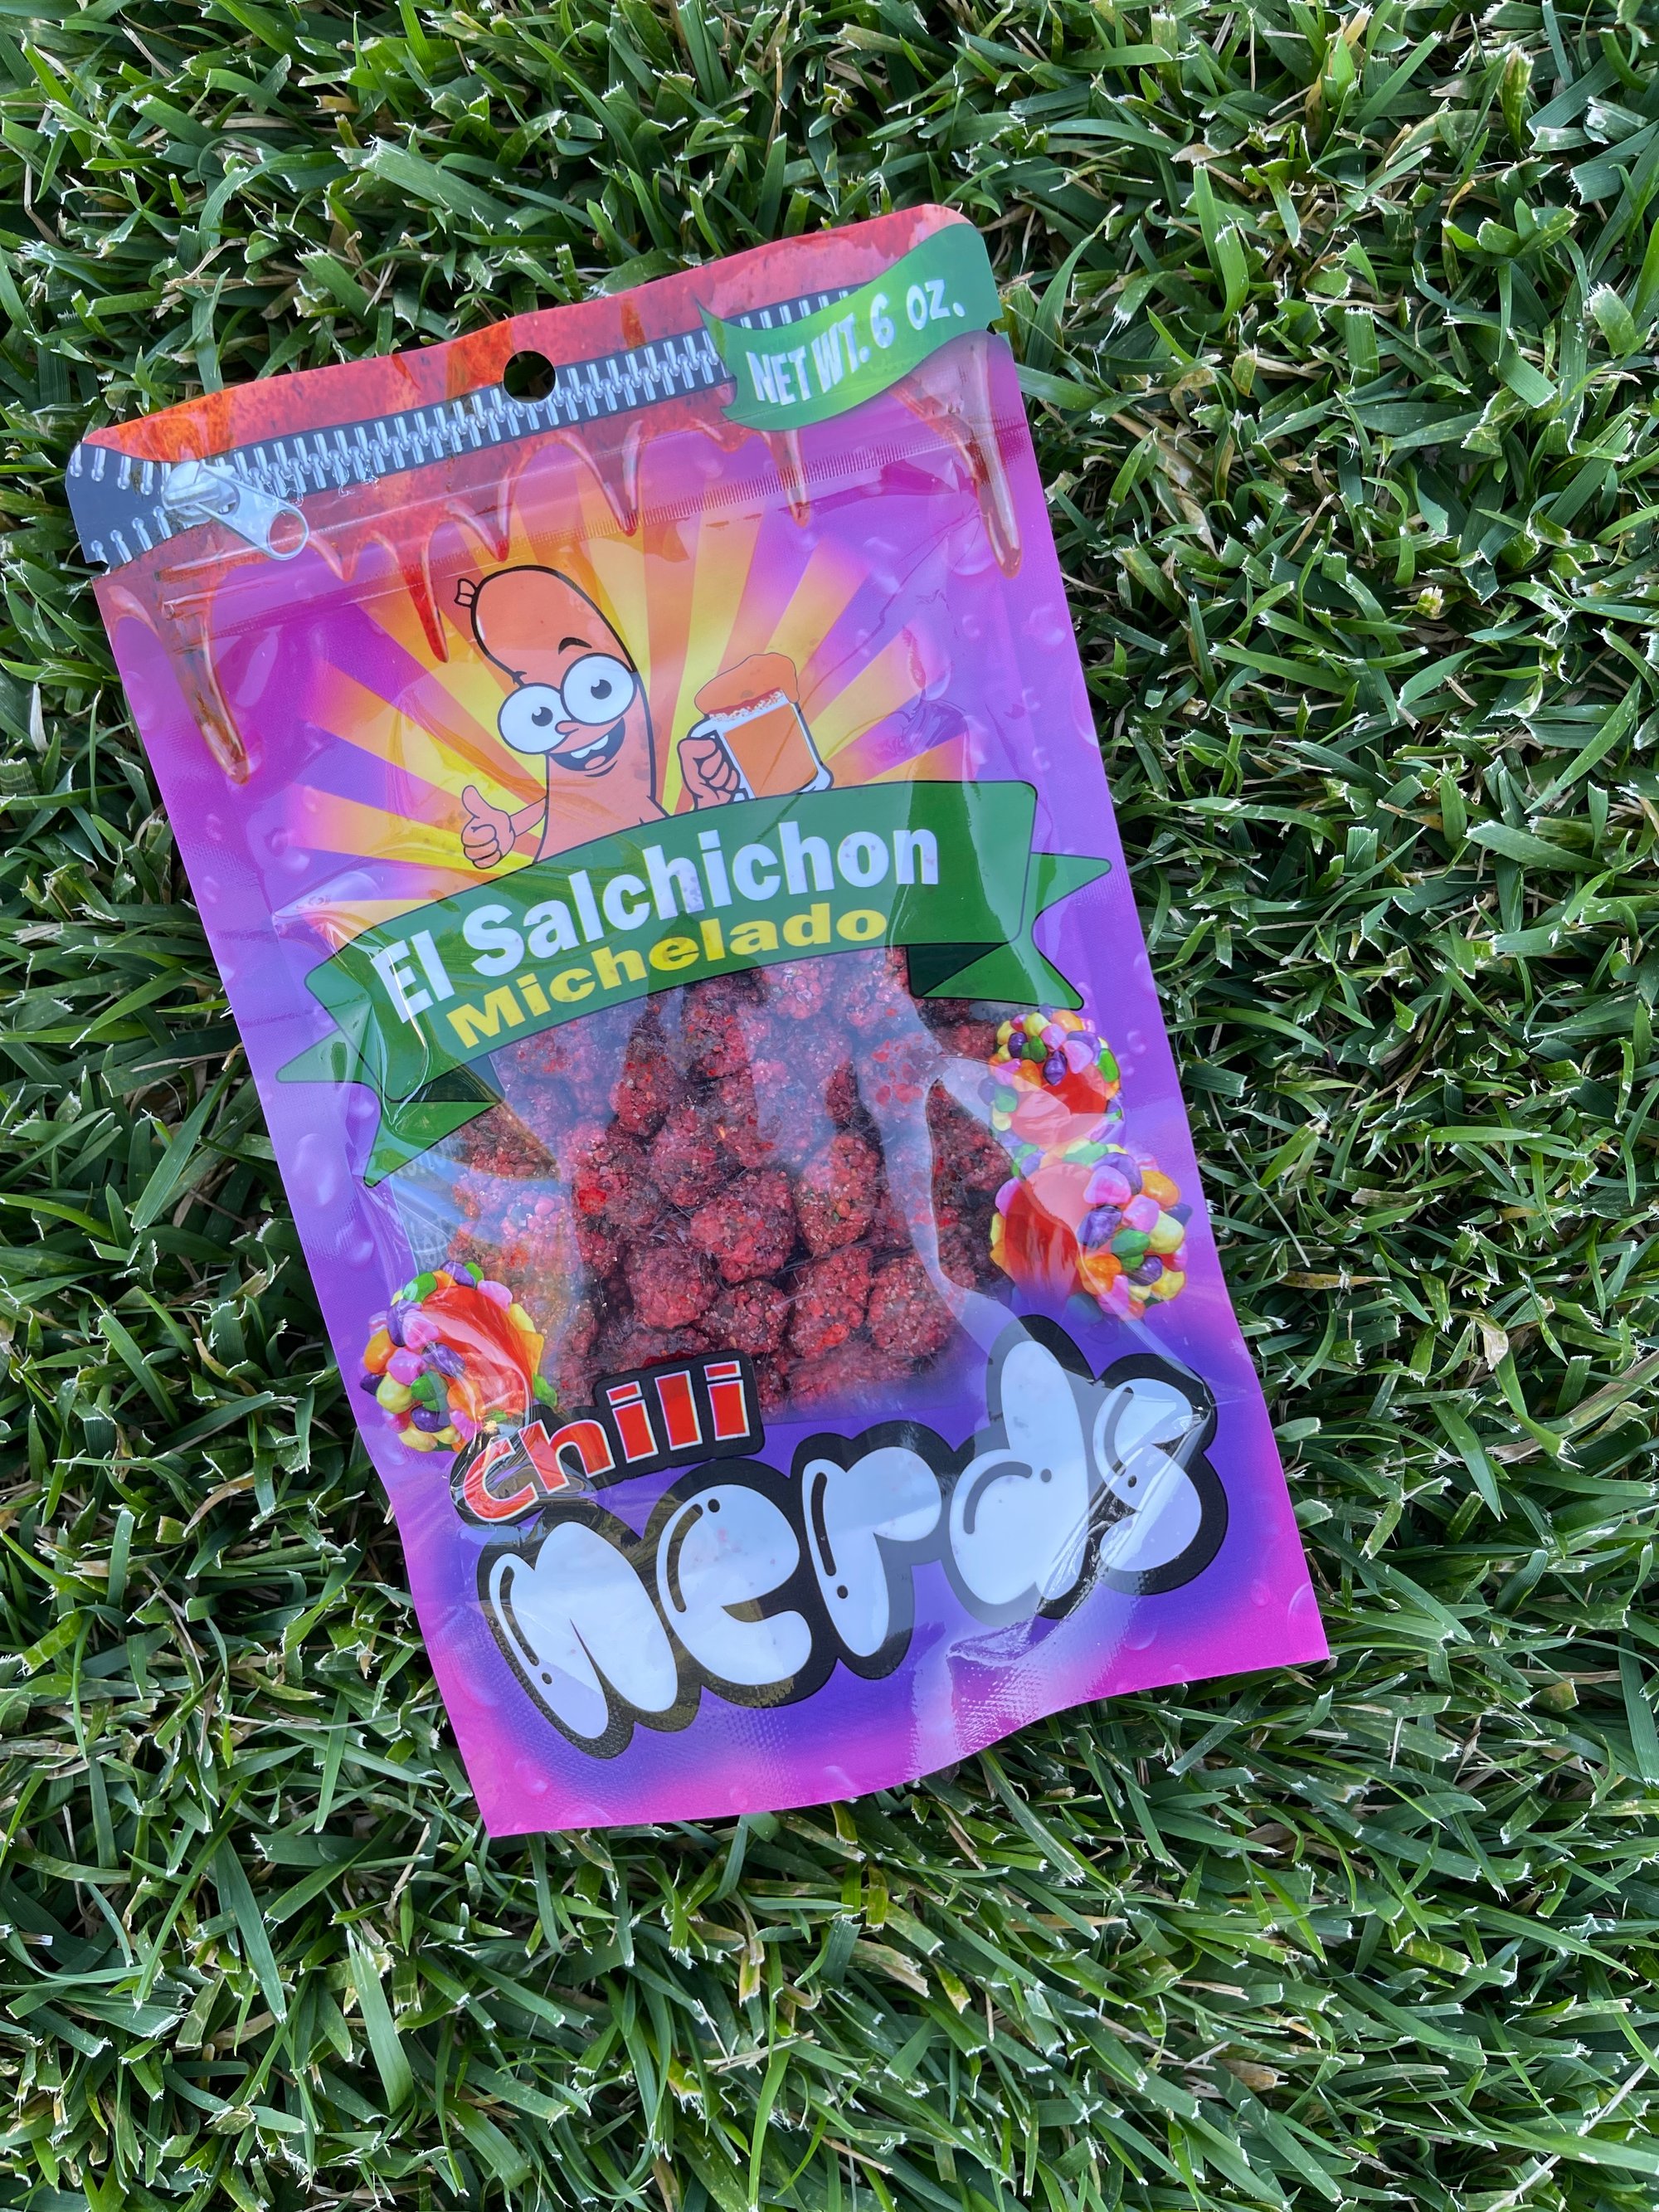 NET WT. 6 OZ.
El Salchichon
Michelado
chili
nerds